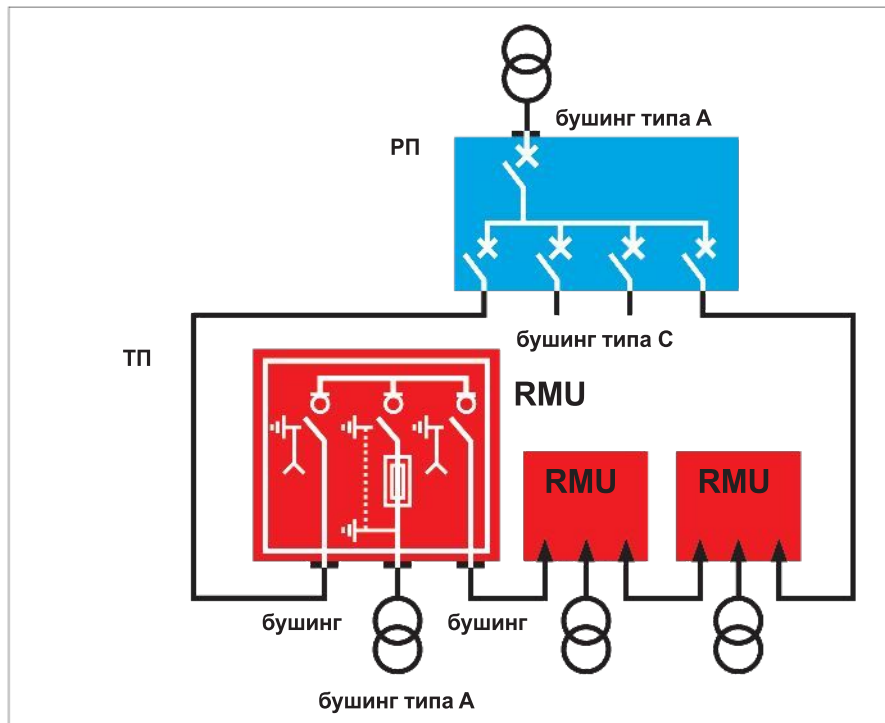 бушинг типа А
РП
бушинг типа С
ТП
RMU
RMU
RMU
бушинг
бушинг
бушинг типа А